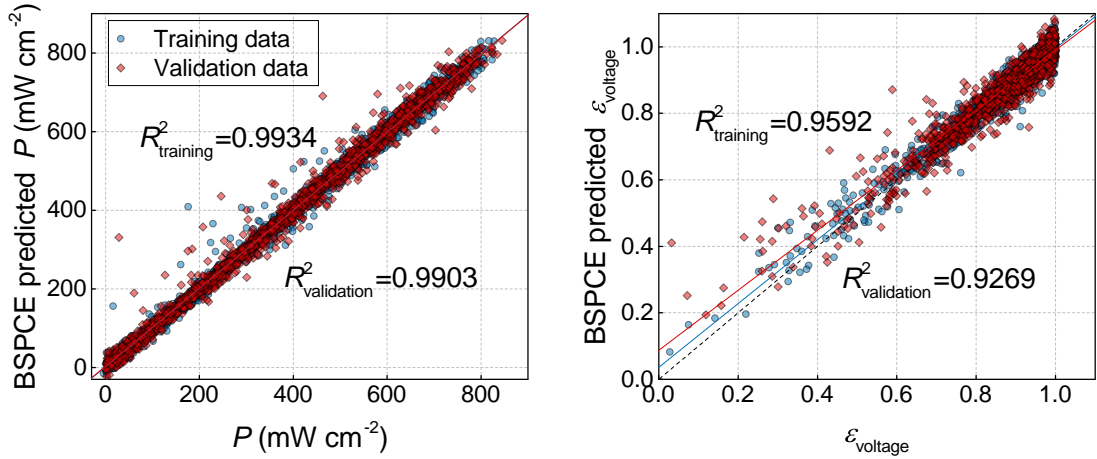 BSPCE predicted P (mW cm⁻²)
800
600
400
200
0
Training data
Validation data
R²training=0.9934
R²validation=0.9903
0 200 400 600 800
P (mW cm⁻²)
BSPCE predicted εvoltage
1.0
0.8
0.6
0.4
0.2
0.0
R²training=0.9592
R²validation=0.9269
0.0 0.2 0.4 0.6 0.8 1.0
εvoltage